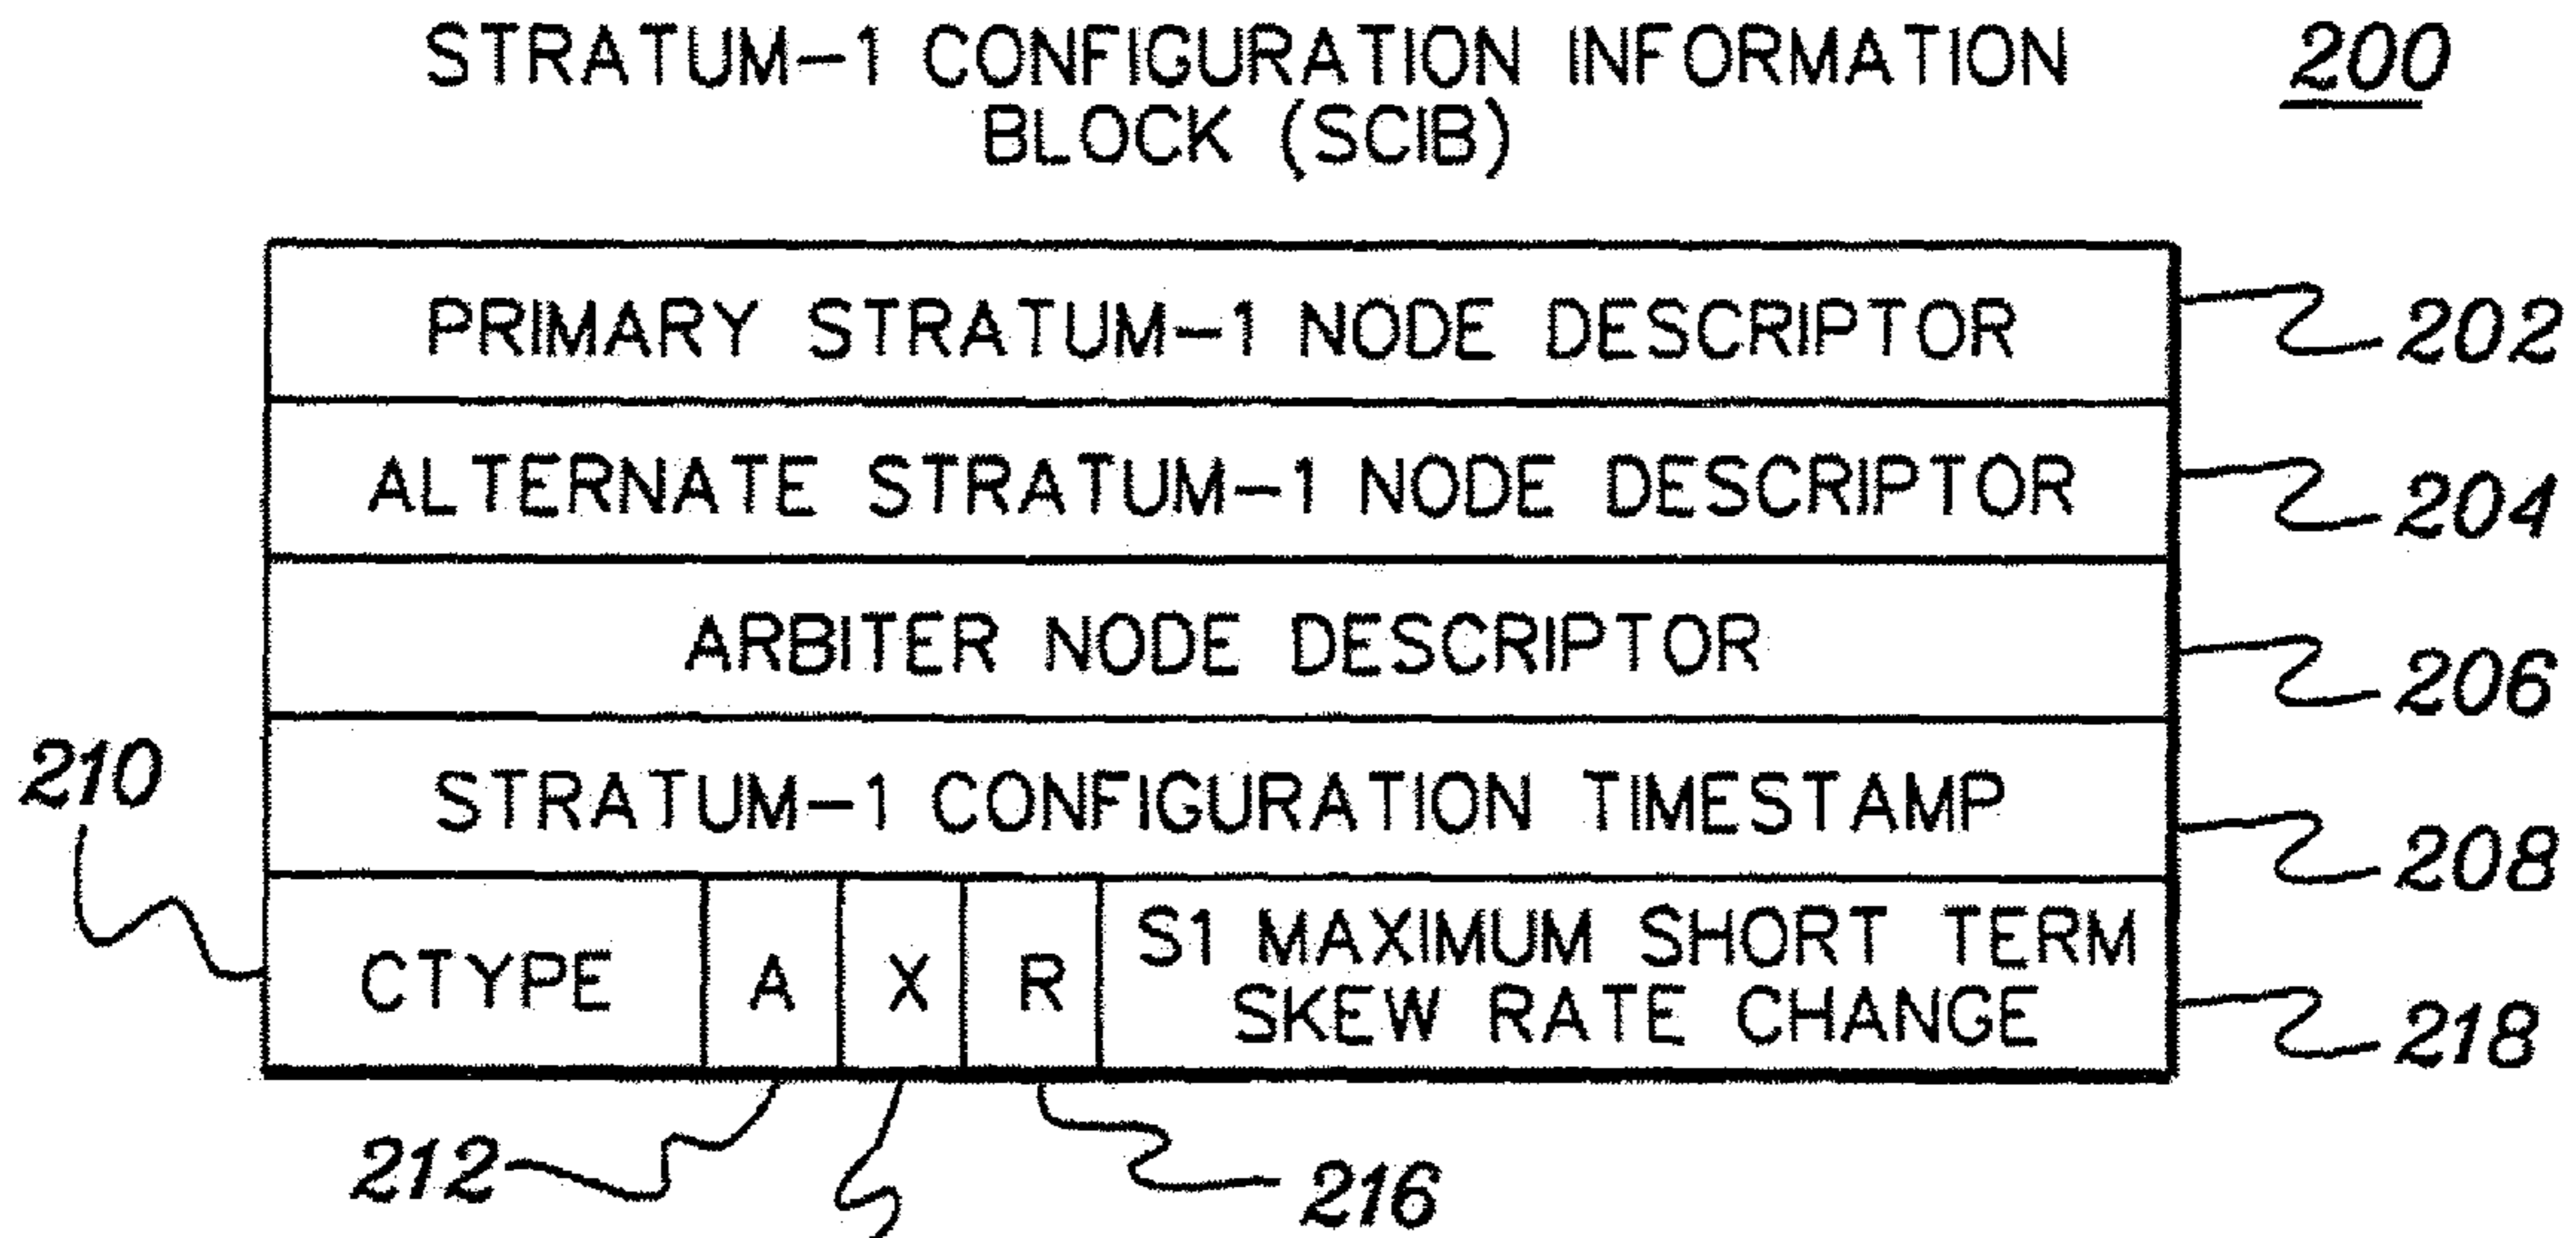 STRATUM-1 CONFIGURATION INFORMATION 200
BLOCK (SCIB)
PRIMARY STRATUM-1 NODE DESCRIPTOR 202
ALTERNATE STRATUM-1 NODE DESCRIPTOR 204
ARBITER NODE DESCRIPTOR 206
210
STRATUM-1 CONFIGURATION TIMESTAMP 208
CTYPE A X R S1 MAXIMUM SHORT TERM
SKEW RATE CHANGE 218
212 216